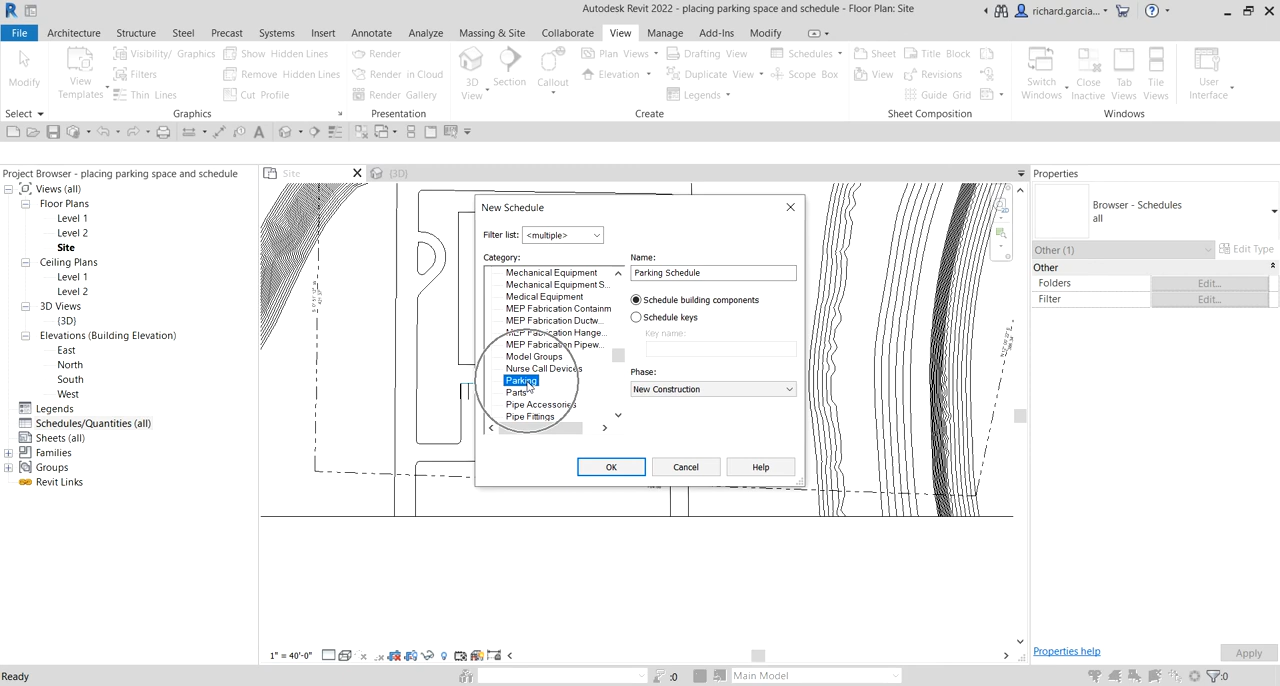 Autodesk Revit 2022 - placing parking space and schedule - Floor Plan: Site
richard.garcia...
File Architecture Structure Steel Precast Systems Insert Annotate Analyze Massing & Site Collaborate View Manage Add-Ins Modify
Modify
View Templates
Visibility/ Graphics
Filters
Thin Lines
Show Hidden Lines
Remove Hidden Lines
Cut Profile
Render
Render in Cloud
Render Gallery
3D View
Section
Callout
Plan Views
Elevation
Drafting View
Duplicate View
Legends
Schedules
Scope Box
Sheet
View
Title Block
Revisions
Guide Grid
Switch Windows
Close Inactive
Tab Views
Tile Views
User Interface
Select Graphics Presentation Create Sheet Composition Windows
Project Browser - placing parking space and schedule
Views (all)
Floor Plans
Level 1
Level 2
Site
Ceiling Plans
Level 1
Level 2
3D Views
{3D}
Elevations (Building Elevation)
East
North
South
West
Legends
Schedules/Quantities (all)
Sheets (all)
Families
Groups
Revit Links
Site
{3D}
New Schedule
Filter list: <multiple>
Category:
Mechanical Equipment
Mechanical Equipment S...
Medical Equipment
MEP Fabrication Containm
MEP Fabrication Ductw...
MEP Fabrication Hange...
MEP Fabrication Pipew...
Model Groups
Nurse Call Devices
Parking
Parts
Pipe Accessories
Pipe Fittings
Name:
Parking Schedule
Schedule building components
Schedule keys
Key name:
Phase:
New Construction
OK Cancel Help
Properties
Browser - Schedules
all
Other (1) Edit Type
Other
Folders Edit...
Filter Edit...
Properties help Apply
1" = 40'-0"
Ready
:0
Main Model
:0